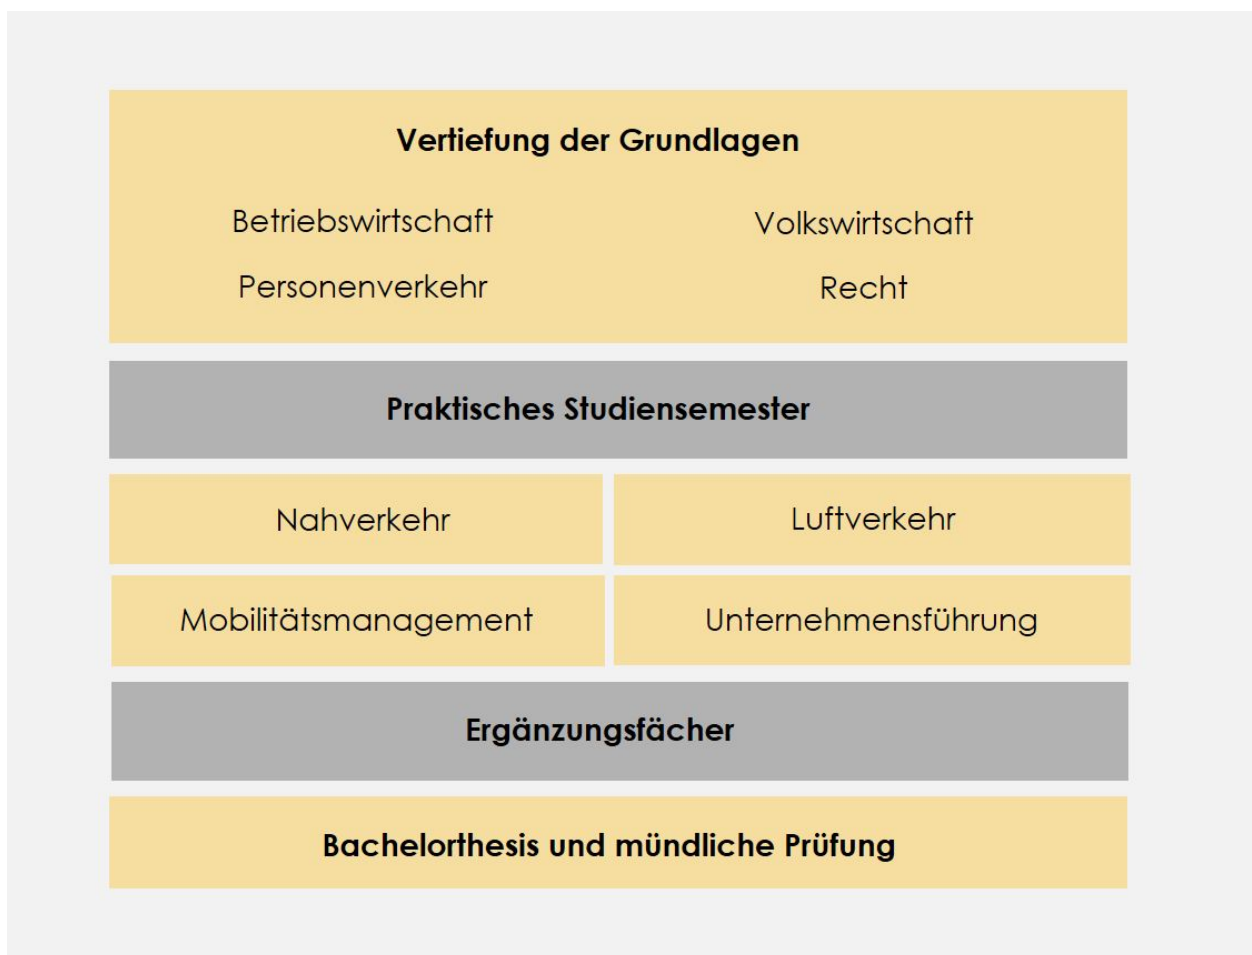 Vertiefung der Grundlagen
Betriebswirtschaft
Volkswirtschaft
Personenverkehr
Recht
Praktisches Studiensemester
Nahverkehr
Luftverkehr
Mobilitätsmanagement
Unternehmensführung
Ergänzungsfächer
Bachelorthesis und mündliche Prüfung